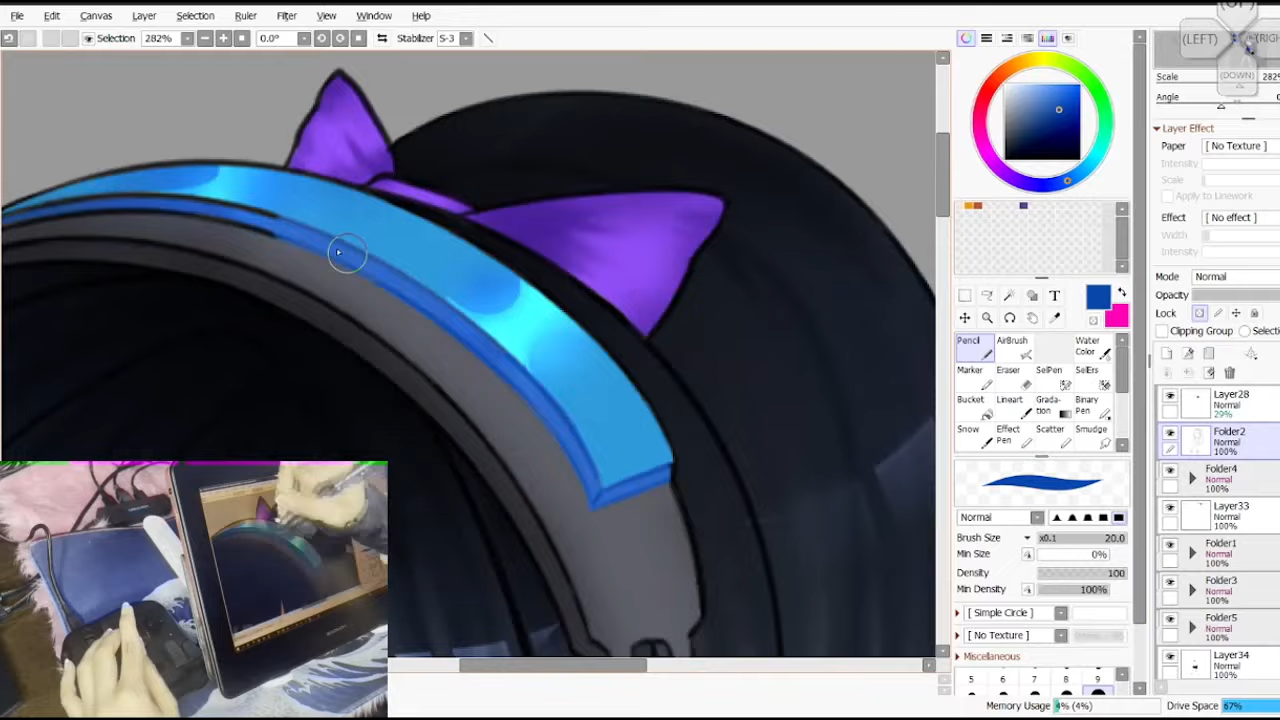 File Edit Canvas Layer Selection Ruler Filter View Window Help
Selection 282% 0.0° Stabilizer S-3
(LEFT)
(DOWN)
Scale 282%
Angle
Layer Effect
Paper [ No Texture ]
Intensity
Scale
Apply to Linework
Effect [ No effect ]
Width
Intensity
Mode Normal
Opacity
Lock
Clipping Group
T
Pencil AirBrush Water Color
Marker Eraser SelPen SelErs
Bucket Lineart Grada-tion Binary Pen
Snow Effect Pen Scatter Smudge
Normal
Brush Size x0.1 20.0
Min Size 0%
Density 100
Min Density 100%
[ Simple Circle ]
[ No Texture ]
Miscellaneous
5 6 7 8 9
Layer28
Normal
29%
Folder2
Normal
100%
Folder4
Normal
100%
Layer33
Normal
100%
Folder1
Normal
100%
Folder3
Normal
100%
Folder5
Normal
100%
Layer34
Normal
100%
Memory Usage 4% (4%) Drive Space 67%